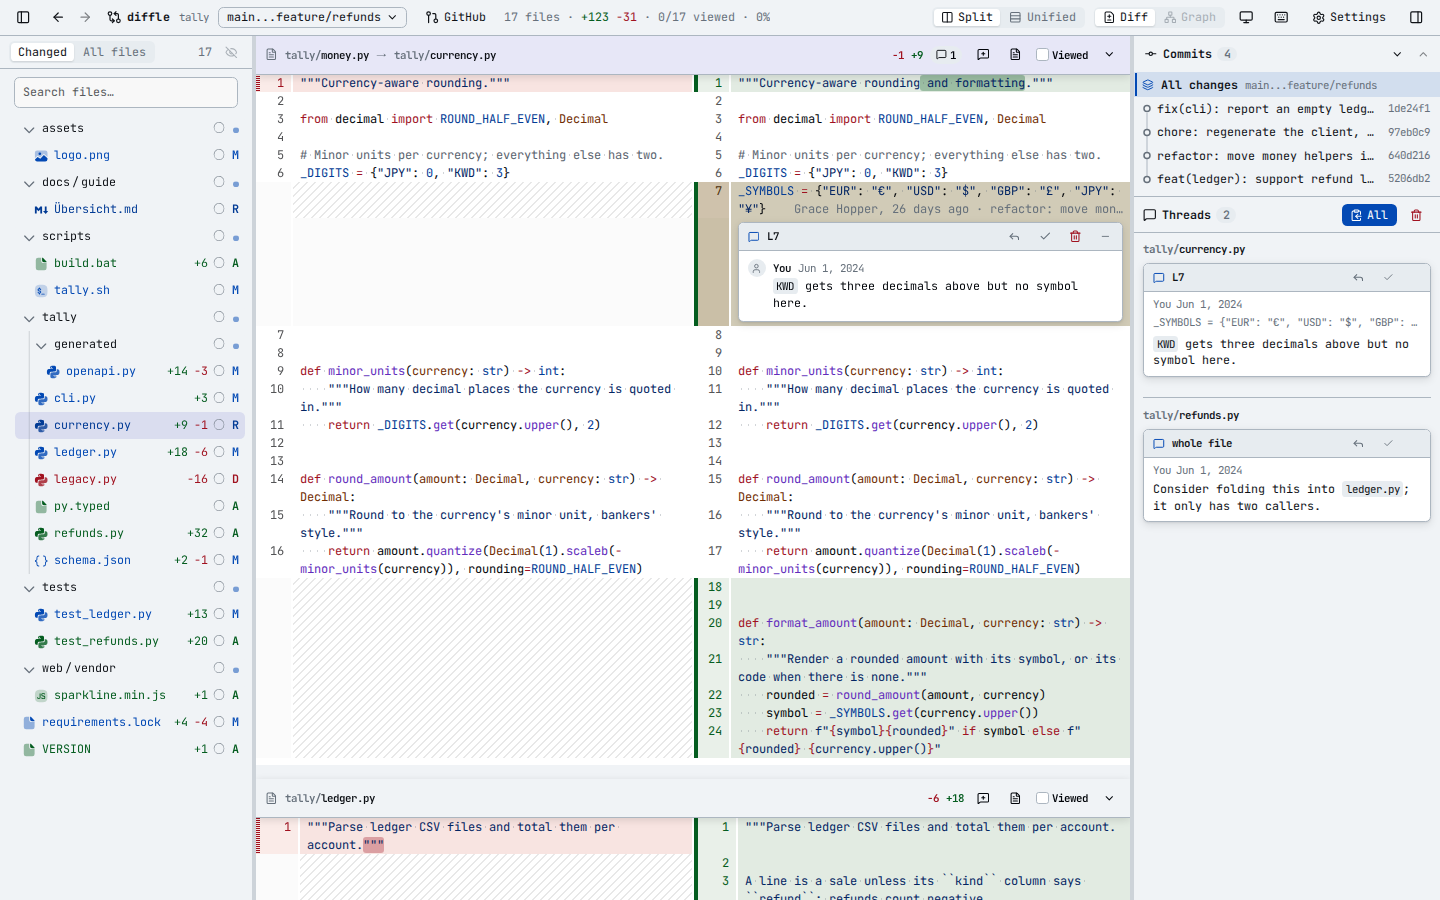 diffle tally main...feature/refunds GitHub 17 files · +123 -31 · 0/17 viewed · 0% Split Unified Diff Graph Settings
Changed All files 17
Search files…
assets
logo.png M
docs/guide
Übersicht.md R
scripts
build.bat +6 A
tally.sh M
tally
generated
openapi.py +14 -3 M
cli.py +3 M
currency.py +9 -1 R
ledger.py +18 -6 M
legacy.py -16 D
py.typed A
refunds.py +32 A
schema.json +2 -1 M
tests
test_ledger.py +13 M
test_refunds.py +20 A
web/vendor
sparkline.min.js +1 A
requirements.lock +4 -4 M
VERSION +1 A
tally/money.py → tally/currency.py -1 +9 1 Viewed
1 """Currency-aware rounding."""
2
3 from decimal import ROUND_HALF_EVEN, Decimal
4
5 # Minor units per currency; everything else has two.
6 _DIGITS = {"JPY": 0, "KWD": 3}
7
8
9 def minor_units(currency: str) -> int:
10 """How many decimal places the currency is quoted
in."""
11 return _DIGITS.get(currency.upper(), 2)
12
13
14 def round_amount(amount: Decimal, currency: str) ->
Decimal:
15 """Round to the currency's minor unit, bankers'
style."""
16 return amount.quantize(Decimal(1).scaleb(-
minor_units(currency)), rounding=ROUND_HALF_EVEN)
1 """Currency-aware rounding and formatting."""
2
3 from decimal import ROUND_HALF_EVEN, Decimal
4
5 # Minor units per currency; everything else has two.
6 _DIGITS = {"JPY": 0, "KWD": 3}
7 _SYMBOLS = {"EUR": "€", "USD": "$", "GBP": "£", "JPY":
"¥"} Grace Hopper, 26 days ago · refactor: move mon…
L7
You Jun 1, 2024
KWD gets three decimals above but no symbol
here.
8
9
10 def minor_units(currency: str) -> int:
11 """How many decimal places the currency is quoted
in."""
12 return _DIGITS.get(currency.upper(), 2)
13
14
15 def round_amount(amount: Decimal, currency: str) ->
Decimal:
16 """Round to the currency's minor unit, bankers'
style."""
17 return amount.quantize(Decimal(1).scaleb(-
minor_units(currency)), rounding=ROUND_HALF_EVEN)
18
19
20 def format_amount(amount: Decimal, currency: str) ->
str:
21 """Render a rounded amount with its symbol, or its
code when there is none."""
22 rounded = round_amount(amount, currency)
23 symbol = _SYMBOLS.get(currency.upper())
24 return f"{symbol}{rounded}" if symbol else f"
{rounded} {currency.upper()}"
tally/ledger.py -6 +18 Viewed
1 """Parse ledger CSV files and total them per
account."""
1 """Parse ledger CSV files and total them per account.
2
3 A line is a sale unless its ``kind`` column says
``refund``; refunds count negative
Commits 4
All changes main...feature/refunds
fix(cli): report an empty ledg… 1de24f1
chore: regenerate the client, … 97eb0c9
refactor: move money helpers i… 640d216
feat(ledger): support refund l… 5206db2
Threads 2 All
tally/currency.py
L7
You Jun 1, 2024
_SYMBOLS = {"EUR": "€", "USD": "$", "GBP": …
KWD gets three decimals above but no
symbol here.
tally/refunds.py
whole file
You Jun 1, 2024
Consider folding this into ledger.py;
it only has two callers.